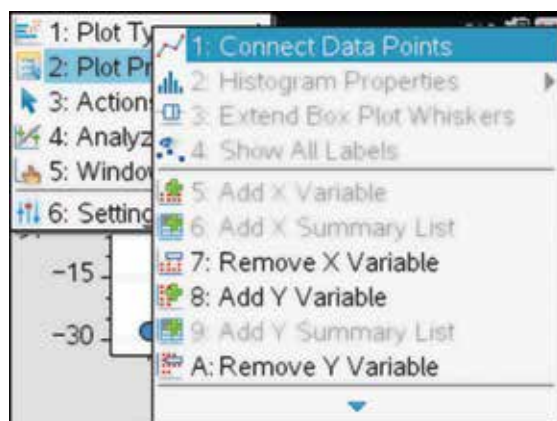 1: Plot Ty
2: Plot Pr
3: Action
4: Analyz
5: Windo
6: Setting
1: Connect Data Points
2: Histogram Properties
3: Extend Box Plot Whiskers
4: Show All Labels
5: Add X Variable
6: Add X Summary List
7: Remove X Variable
8: Add Y Variable
9: Add Y Summary List
A: Remove Y Variable
-15
-30